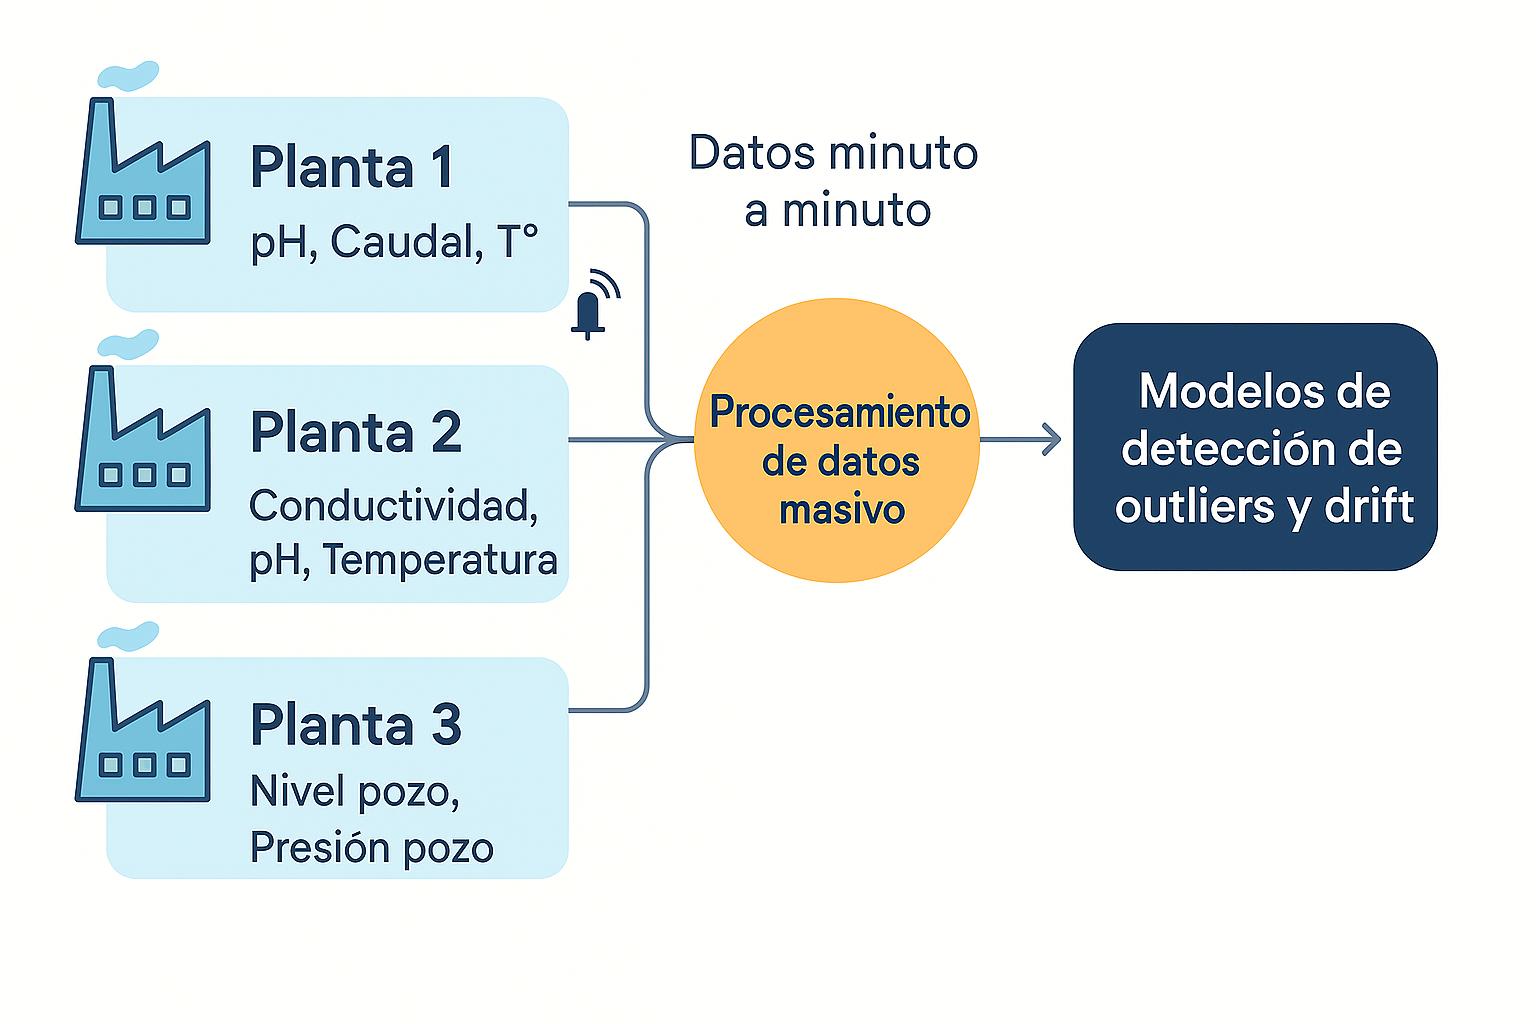 Planta 1
pH, Caudal, T°
Datos minuto
a minuto
Planta 2
Conductividad,
pH, Temperatura
Planta 3
Nivel pozo,
Presión pozo
Procesamiento
de datos
masivo
Modelos de
detección de
outliers y drift